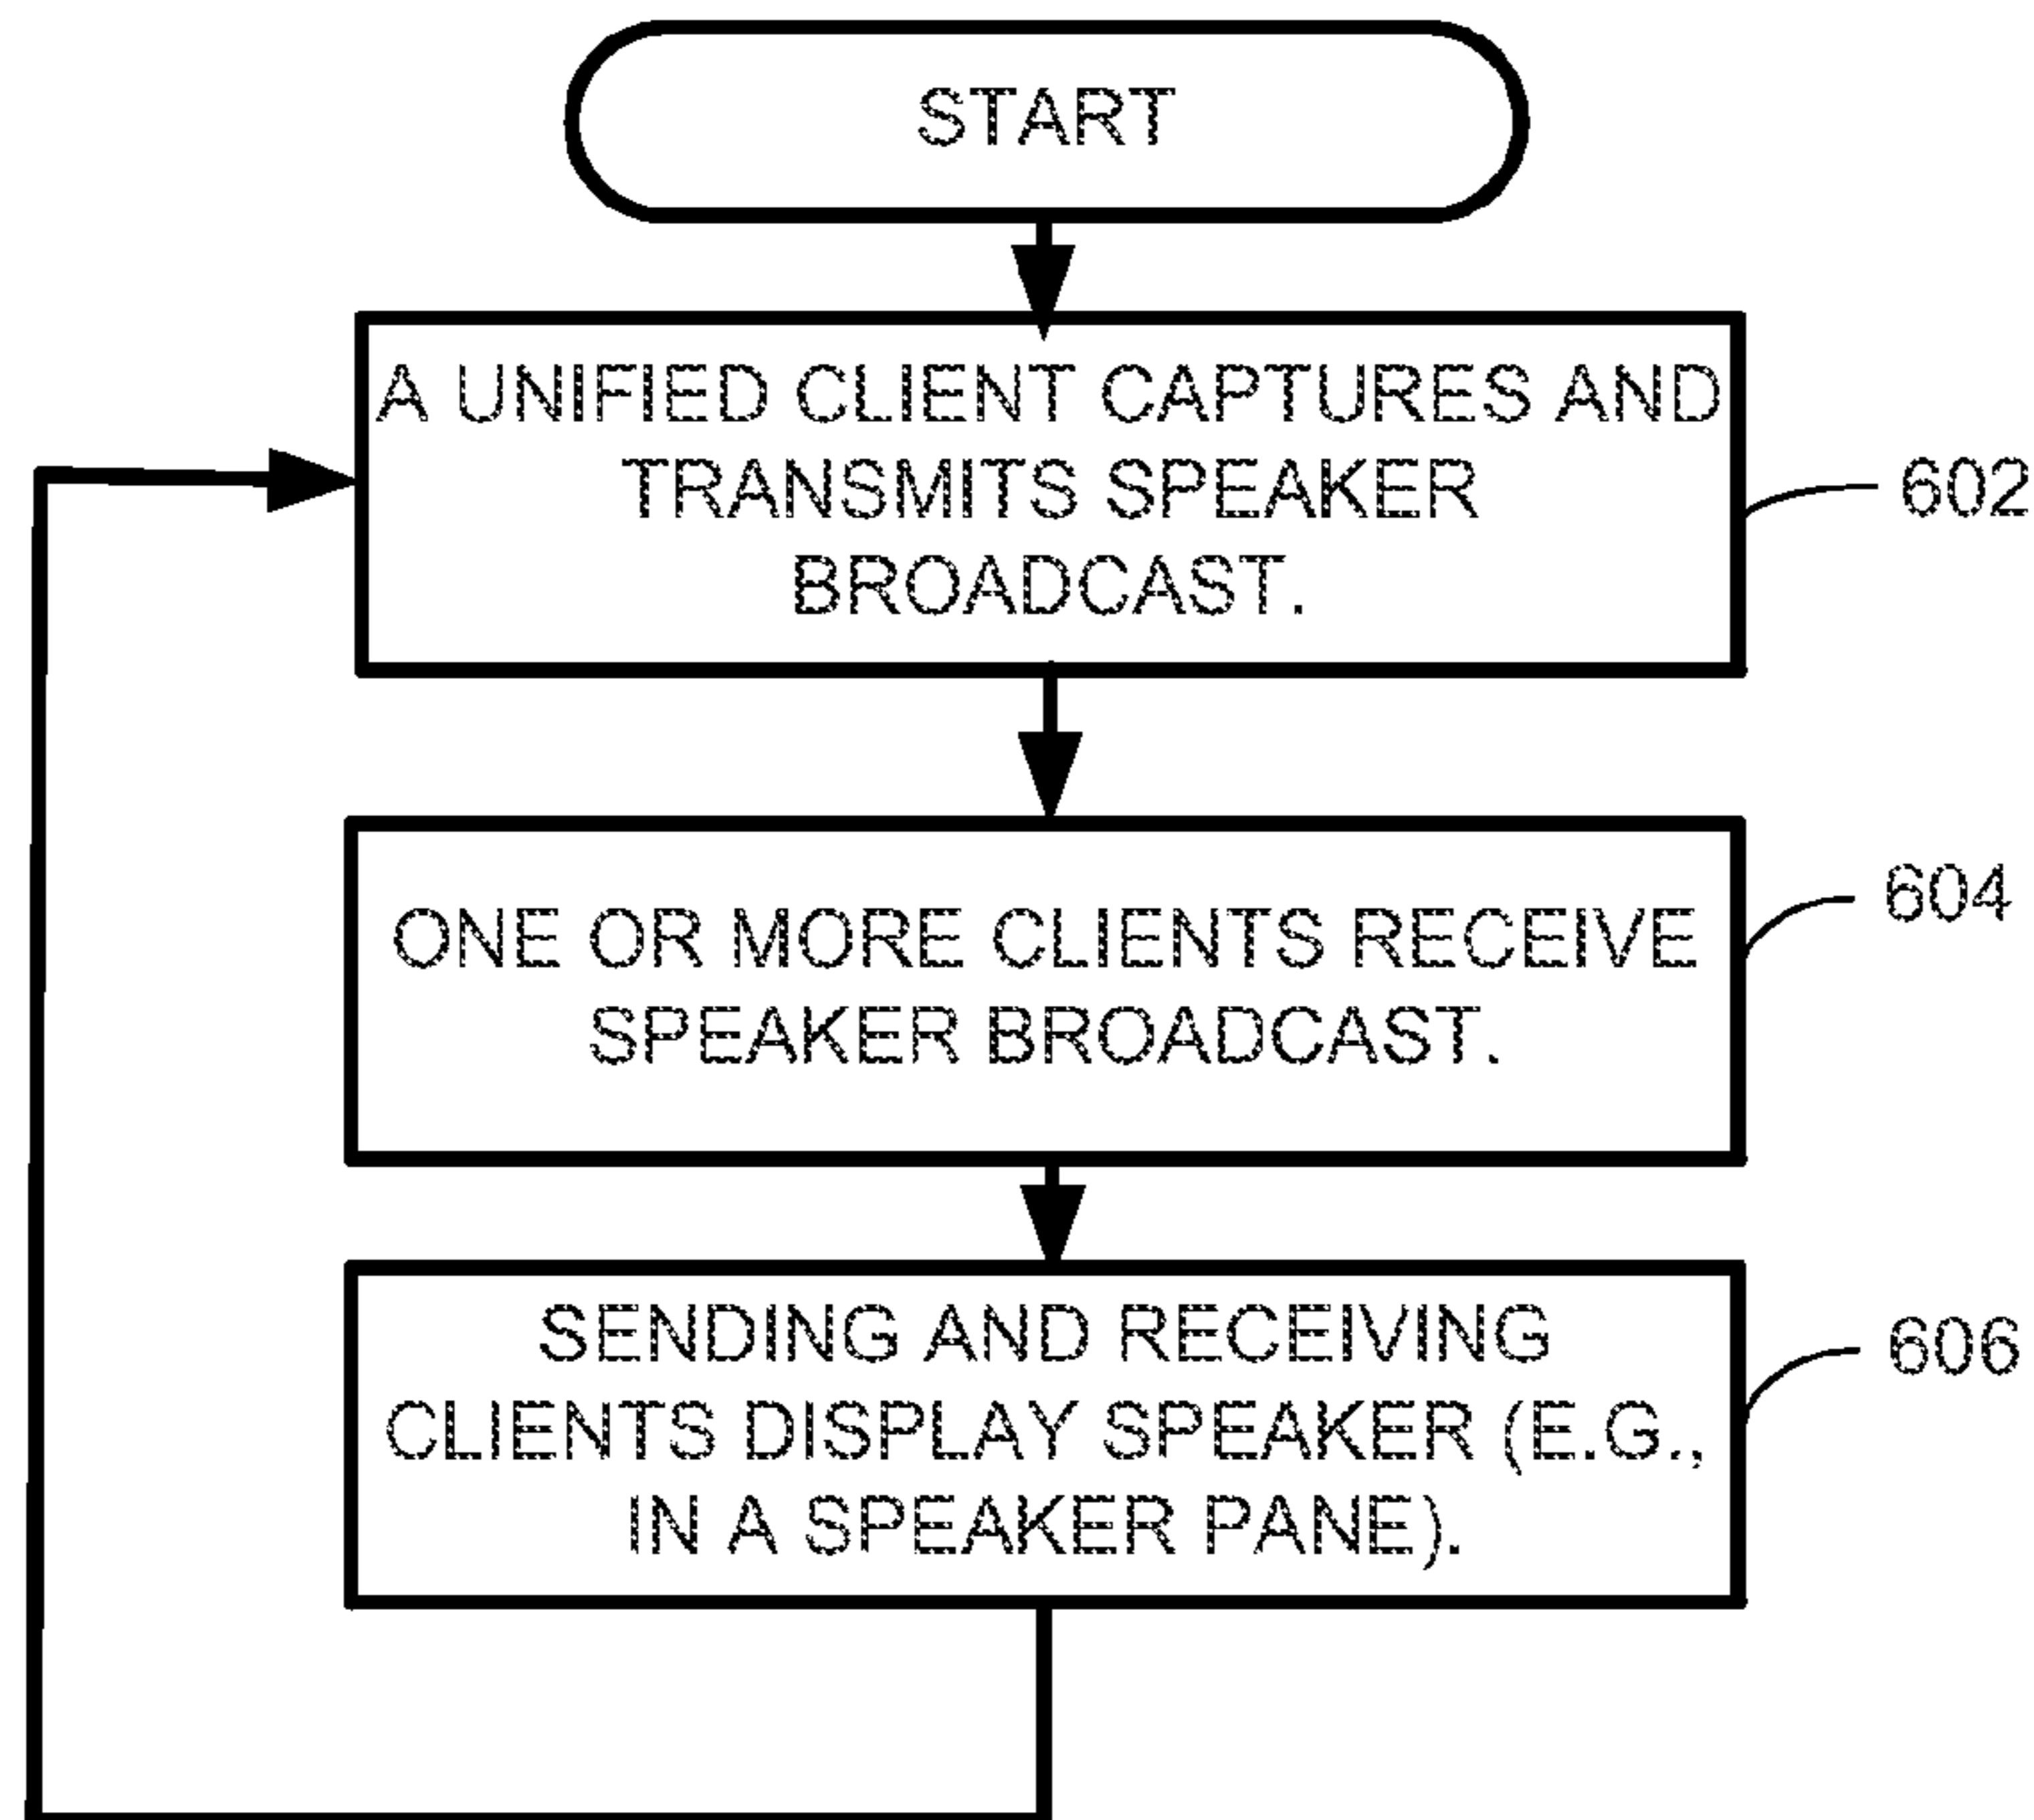 START
A UNIFIED CLIENT CAPTURES AND
TRANSMITS SPEAKER
BROADCAST.
602
ONE OR MORE CLIENTS RECEIVE
SPEAKER BROADCAST.
604
SENDING AND RECEIVING
CLIENTS DISPLAY SPEAKER (E.G.,
IN A SPEAKER PANE).
606